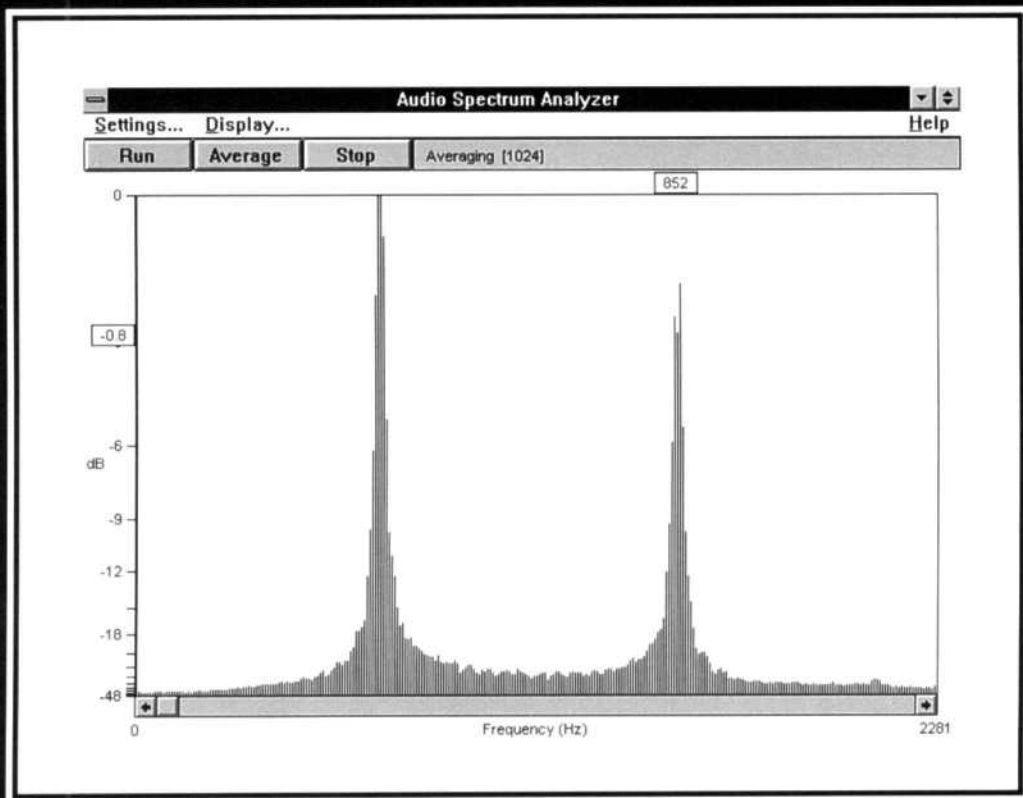 Audio Spectrum Analyzer
Settings... Display... Help
Run Average Stop Averaging [1024]
852
0
-0.8
-6
dB
-9
-12
-18
-48
0 Frequency (Hz) 2281